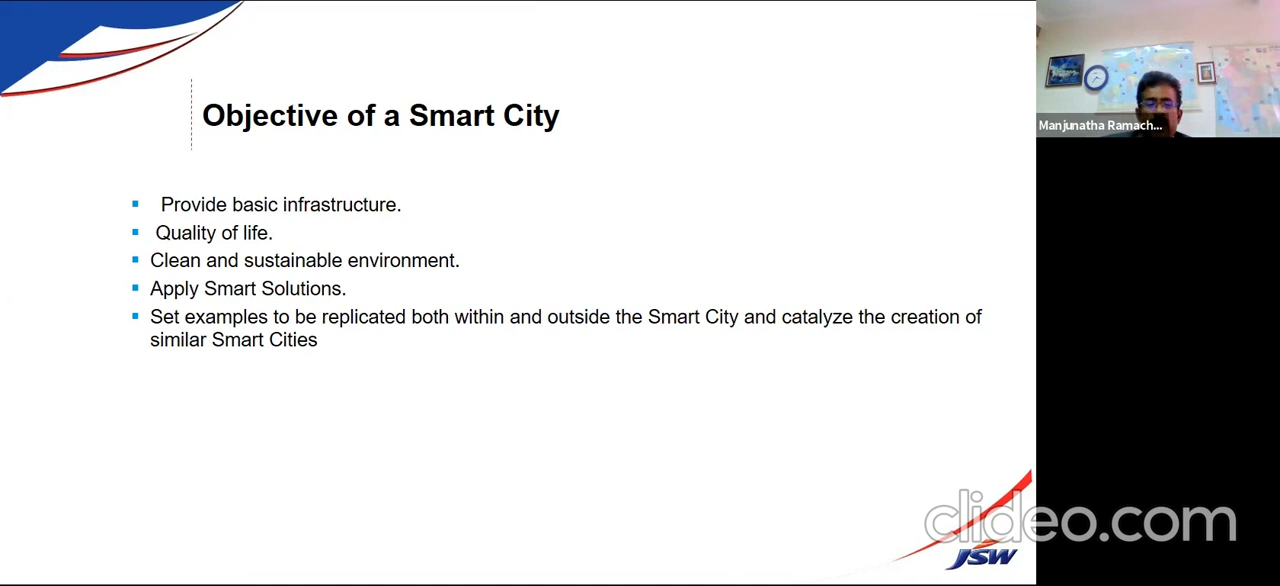 Objective of a Smart City
Provide basic infrastructure.
Quality of life.
Clean and sustainable environment.
Apply Smart Solutions.
Set examples to be replicated both within and outside the Smart City and catalyze the creation of
similar Smart Cities
Manjunatha Ramach...
clideo.com
JSW